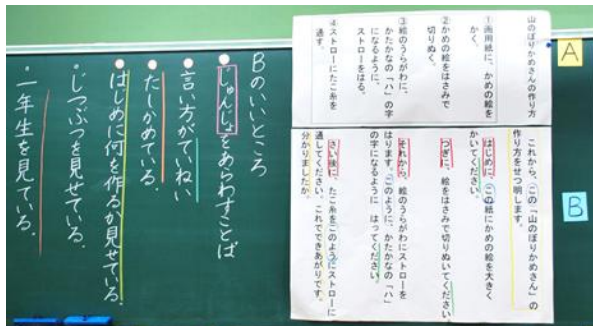 A
山のぼりかめさんの作り方
①画用紙に、かめの絵を
かく。
②かめの絵をはさみで
切りぬく。
③絵のうらがわに、
かたかなの「ハ」の字
になるように、
ストローをはる。
④ストローにたこ糸を
通す。
B
これから、この「山のぼりかめさん」の
作り方をせつ明します。
はじめに、この紙にかめの絵を大きく
かいてください。
つぎに、絵をはさみで切りぬいてください。
それから、絵のうらがわにストローを
はります。このように、かたかなの「ハ」
の字になるように はってください。
さい後に、たこ糸をこのようにストローに
通してください。これでできあがりです。
分かりましたか。
Bのいいところ
じゅんじょをあらわすことば
言い方がていねい
たしかめている。
はじめに何を作るか見せている。
・じつぶつを見せている。
・一年生を見ている。